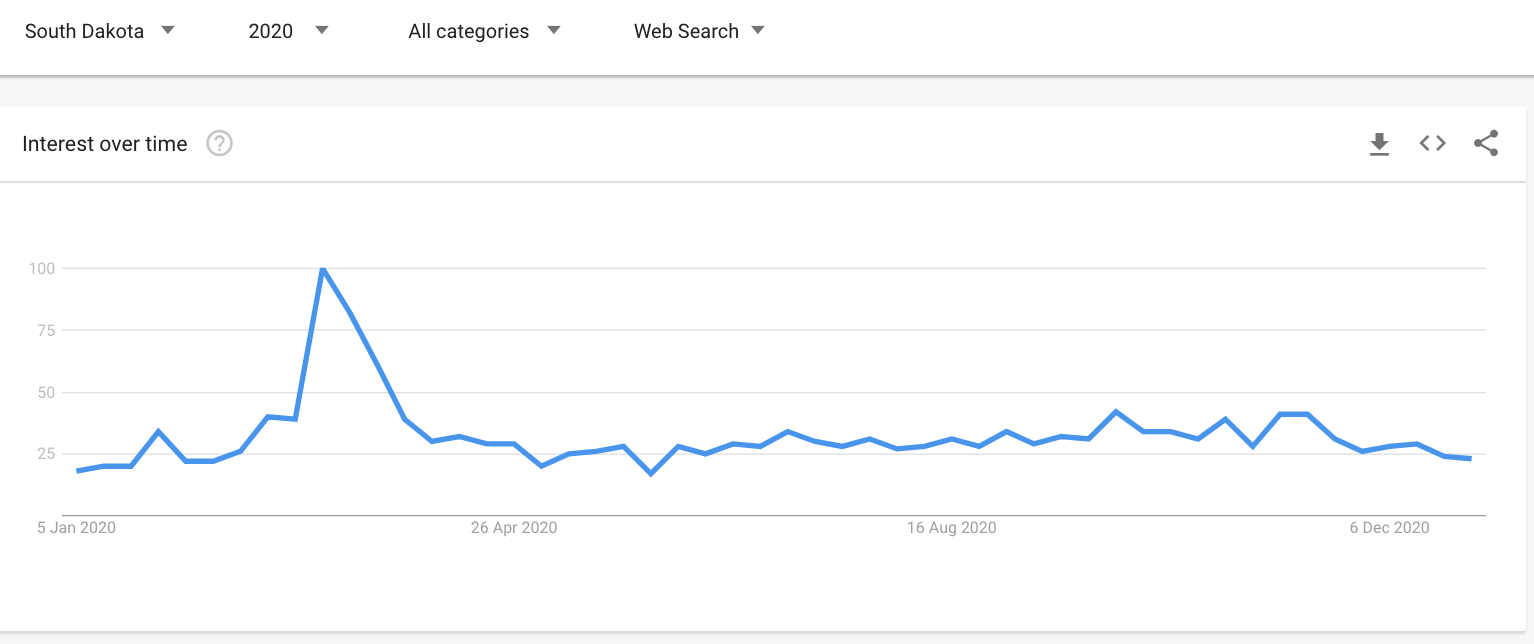 South Dakota 2020 All categories Web Search
Interest over time ?
100
75
50
25
5 Jan 2020 26 Apr 2020 16 Aug 2020 6 Dec 2020